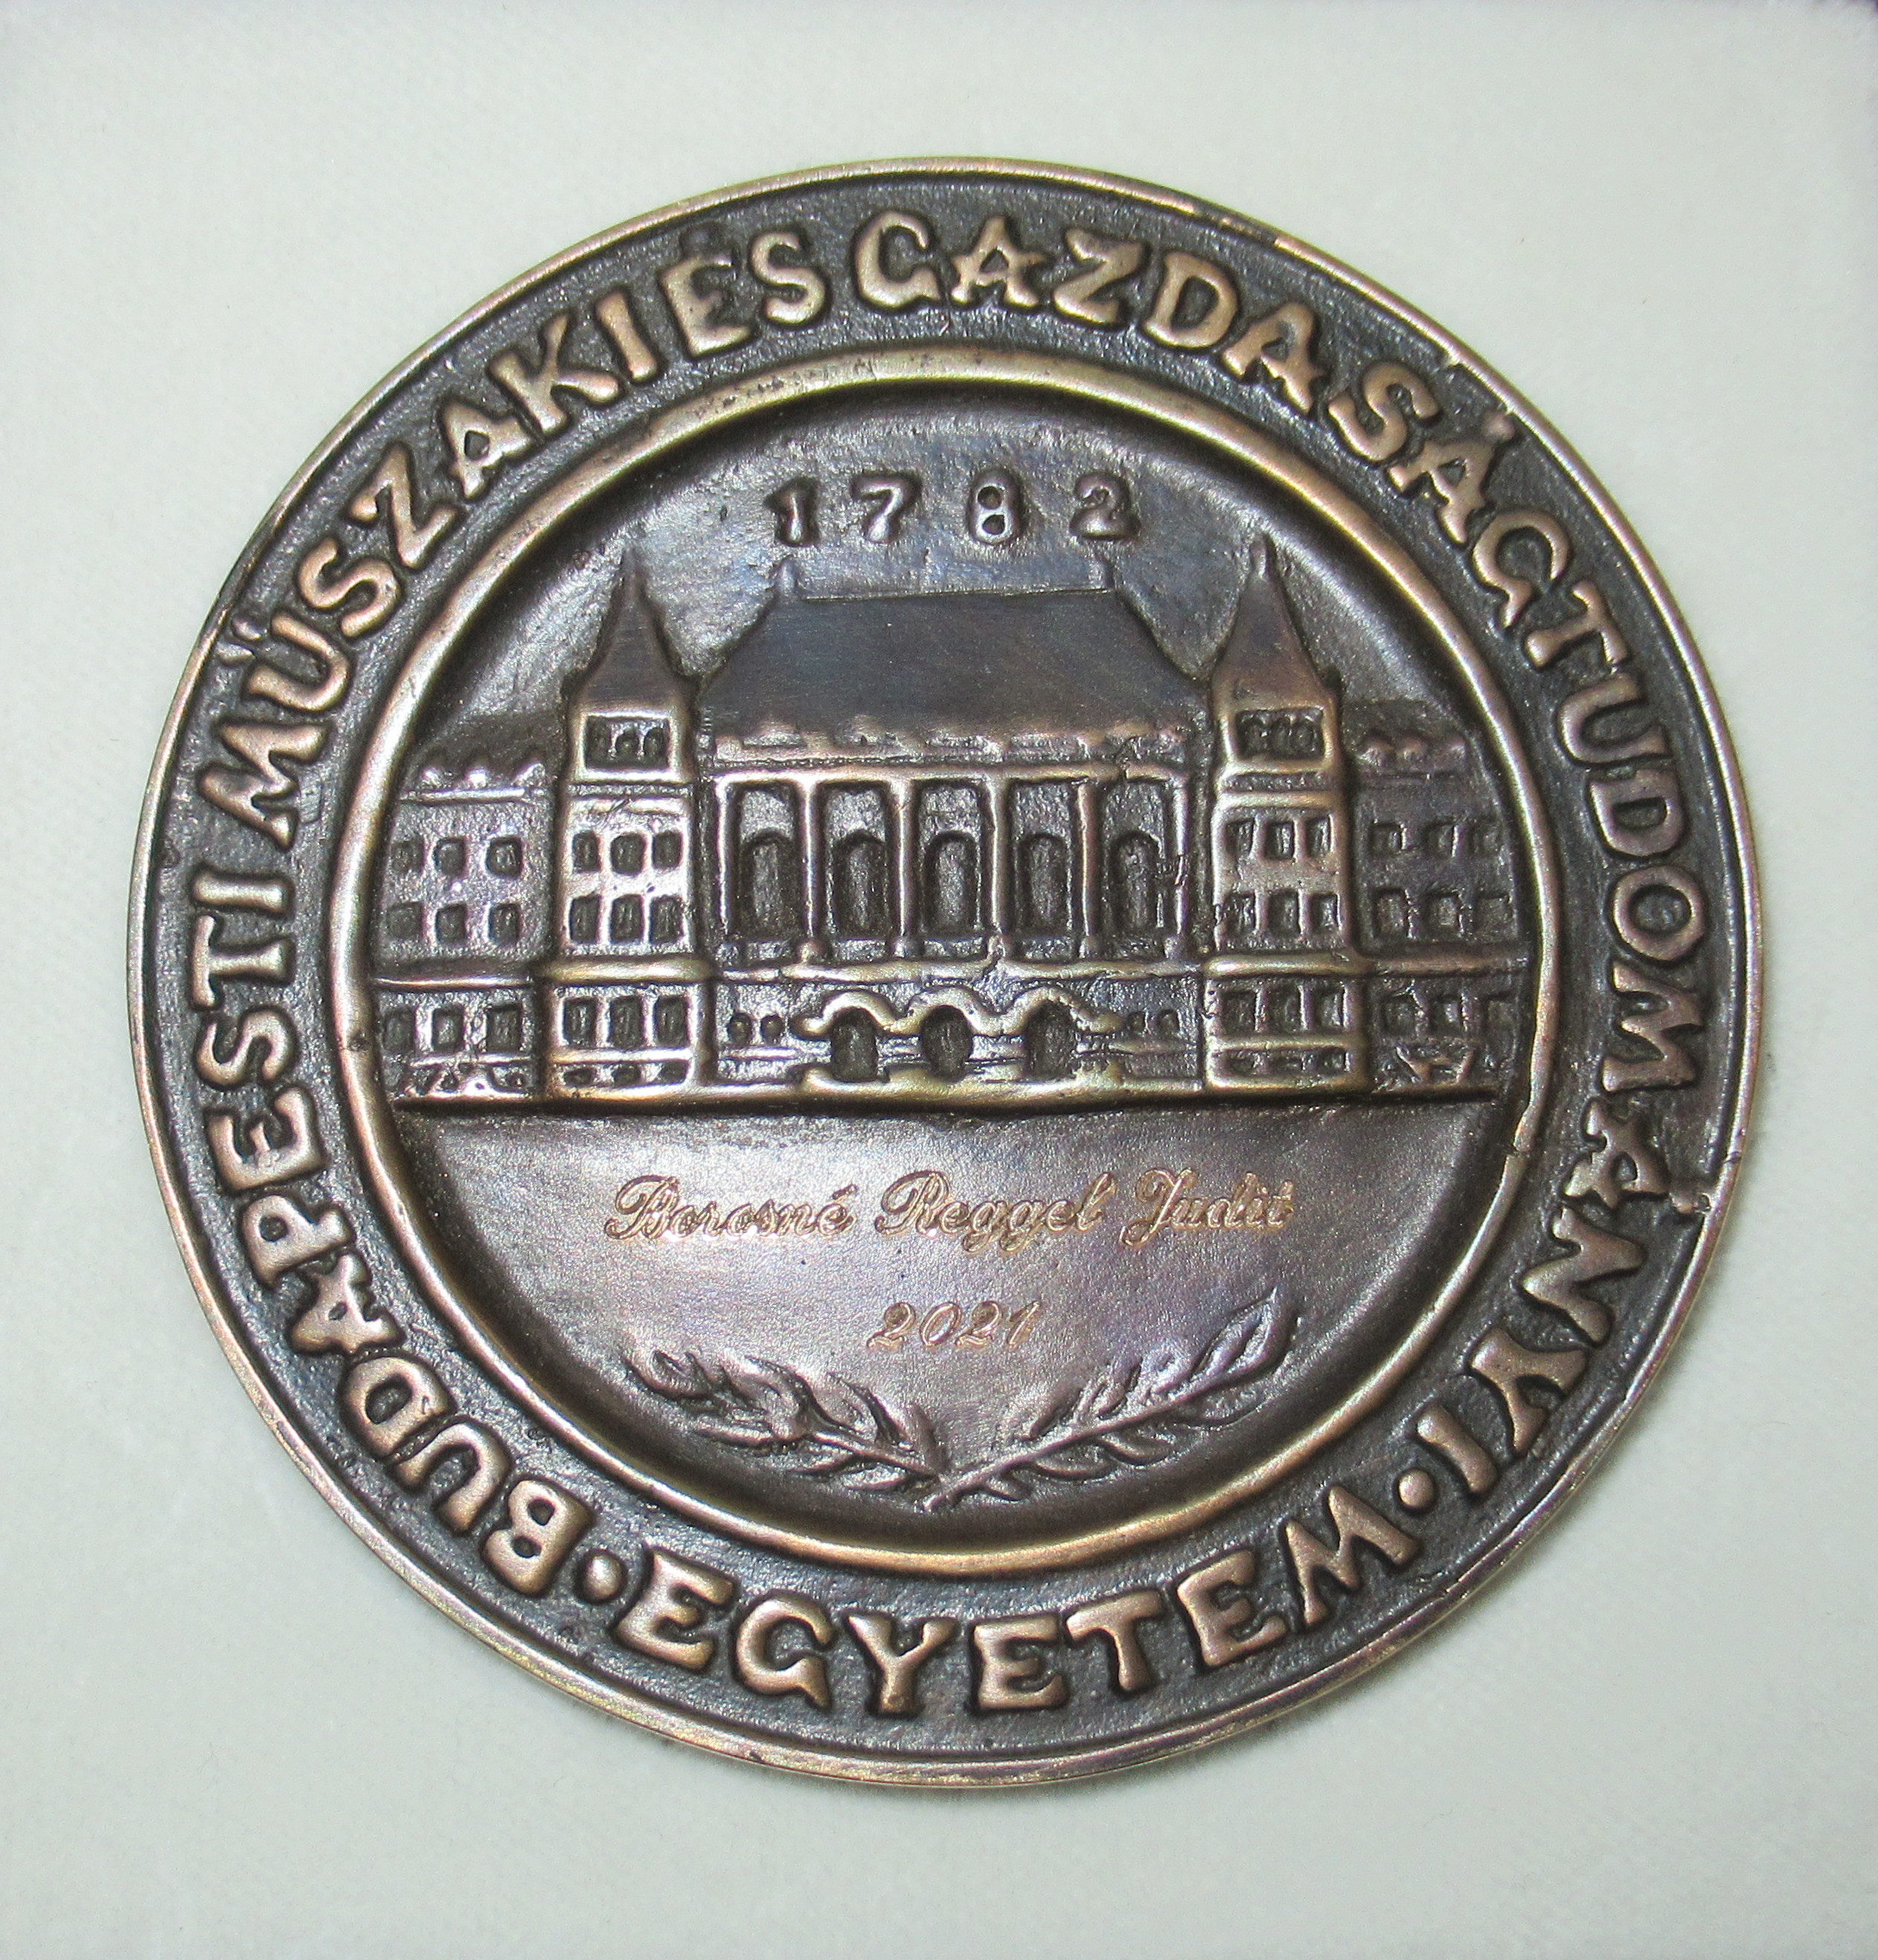 BUDAPESTI MŰSZAKI ÉS GAZDASÁGTUDOMÁNYI • EGYETEM •
1782
Borosné Reggel Judit
2021